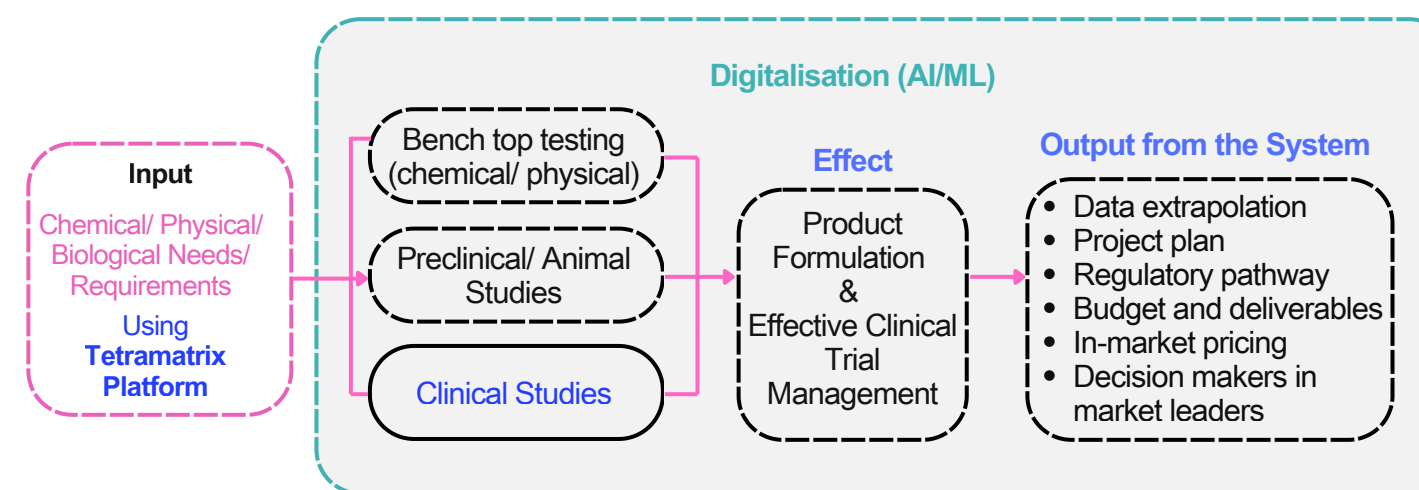 Digitalisation (AI/ML)
Input
Chemical/ Physical/
Biological Needs/
Requirements
Using
Tetramatrix
Platform
Bench top testing
(chemical/ physical)
Preclinical/ Animal
Studies
Clinical Studies
Effect
Product
Formulation
&
Effective Clinical
Trial
Management
Output from the System
• Data extrapolation
• Project plan
• Regulatory pathway
• Budget and deliverables
• In-market pricing
• Decision makers in
market leaders